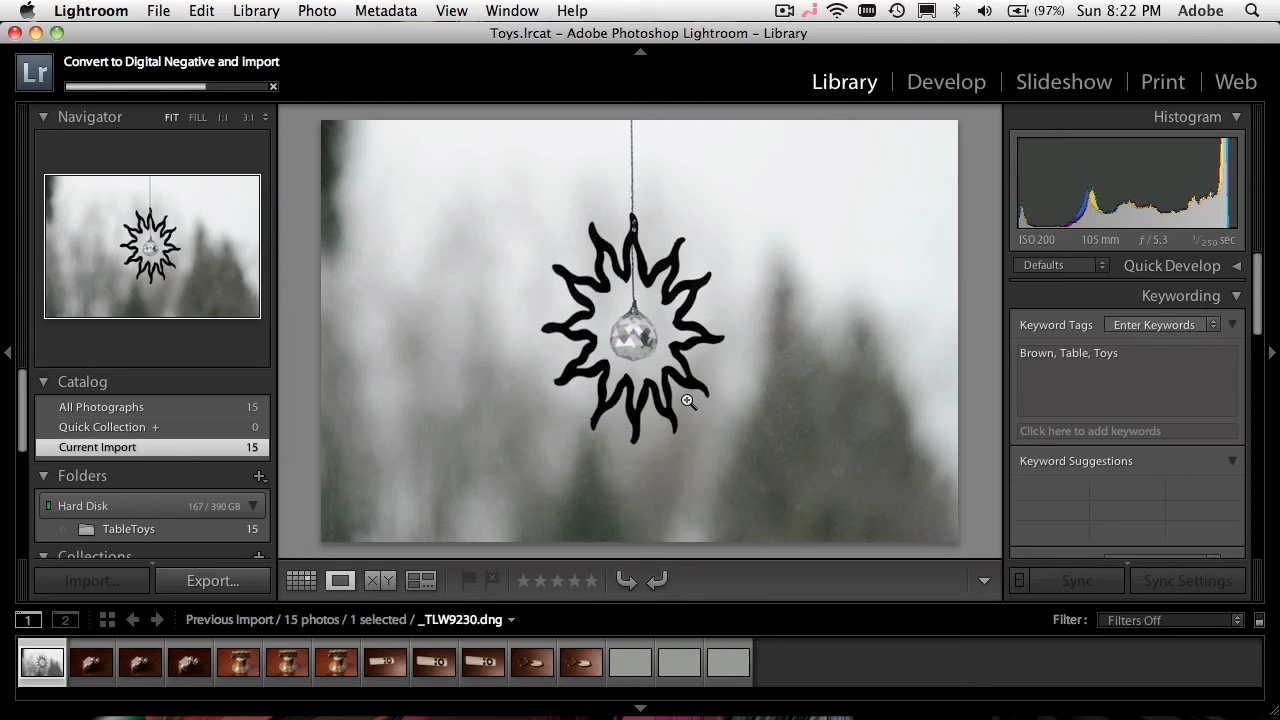 Lightroom File Edit Library Photo Metadata View Window Help (97%) Sun 8:22 PM Adobe
Toys.lrcat – Adobe Photoshop Lightroom – Library
Lr
Convert to Digital Negative and Import
Library | Develop | Slideshow | Print | Web
Navigator FIT FILL 1:1 3:1
Histogram
ISO 200 105 mm ƒ / 5.3 1/250 sec
Defaults Quick Develop
Keywording
Keyword Tags Enter Keywords
Brown, Table, Toys
Click here to add keywords
Keyword Suggestions
Catalog
All Photographs 15
Quick Collection + 0
Current Import 15
Folders
Hard Disk 167 / 390 GB
TableToys 15
Collections
Import... Export...
X Y
Sync Sync Settings
1 2 Previous Import / 15 photos / 1 selected / _TLW9230.dng Filter : Filters Off